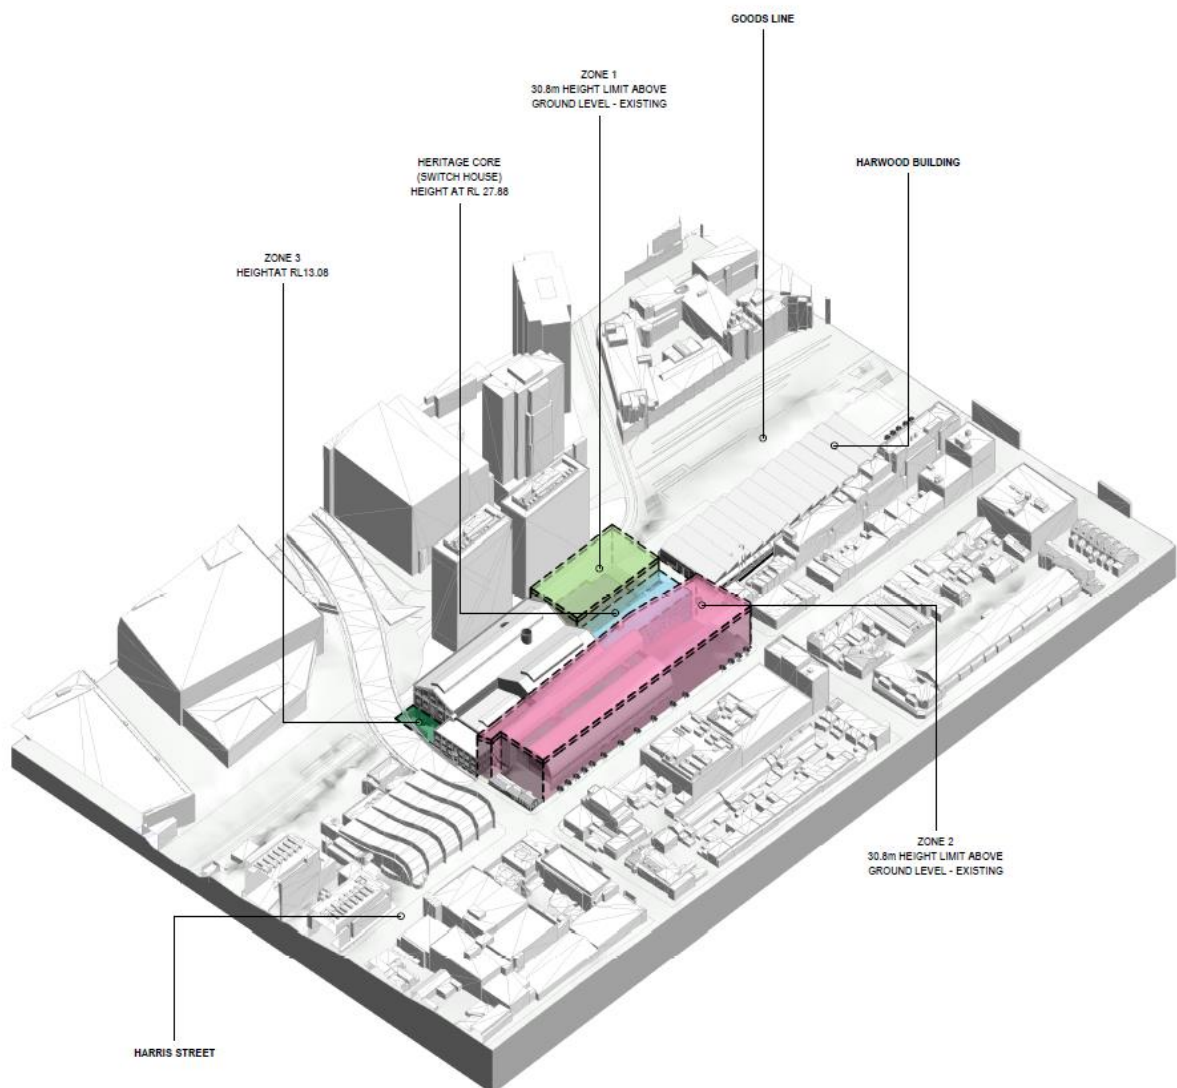 GOODS LINE
ZONE 1
30.8m HEIGHT LIMIT ABOVE
GROUND LEVEL - EXISTING
HERITAGE CORE
(SWITCH HOUSE)
HEIGHT AT RL 27.88
HARWOOD BUILDING
ZONE 3
HEIGHTAT RL13.08
ZONE 2
30.8m HEIGHT LIMIT ABOVE
GROUND LEVEL - EXISTING
HARRIS STREET